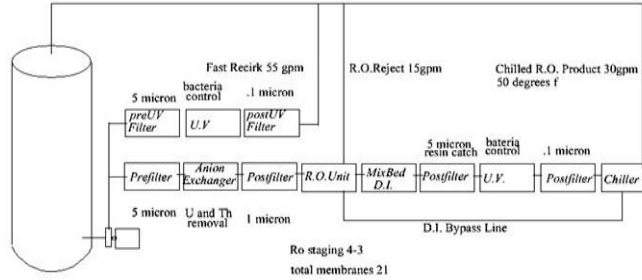 Fast Recirk 55 gpm
R.O.Reject 15gpm
Chilled R.O. Product 30gpm
50 degrees f
5 micron
bacteria
control
.1 micron
preUV
Filter
U.V
postUV
Filter
5 micron
resin catch
bateria
control
.1 micron
Prefilter
Anion
Exchanger
Postfilter
R.O.Unit
MixBed
D.I.
Postfilter
U.V.
Postfilter
Chiller
5 micron
U and Th
removal
1 micron
D.I. Bypass Line
Ro staging 4-3
total membranes 21